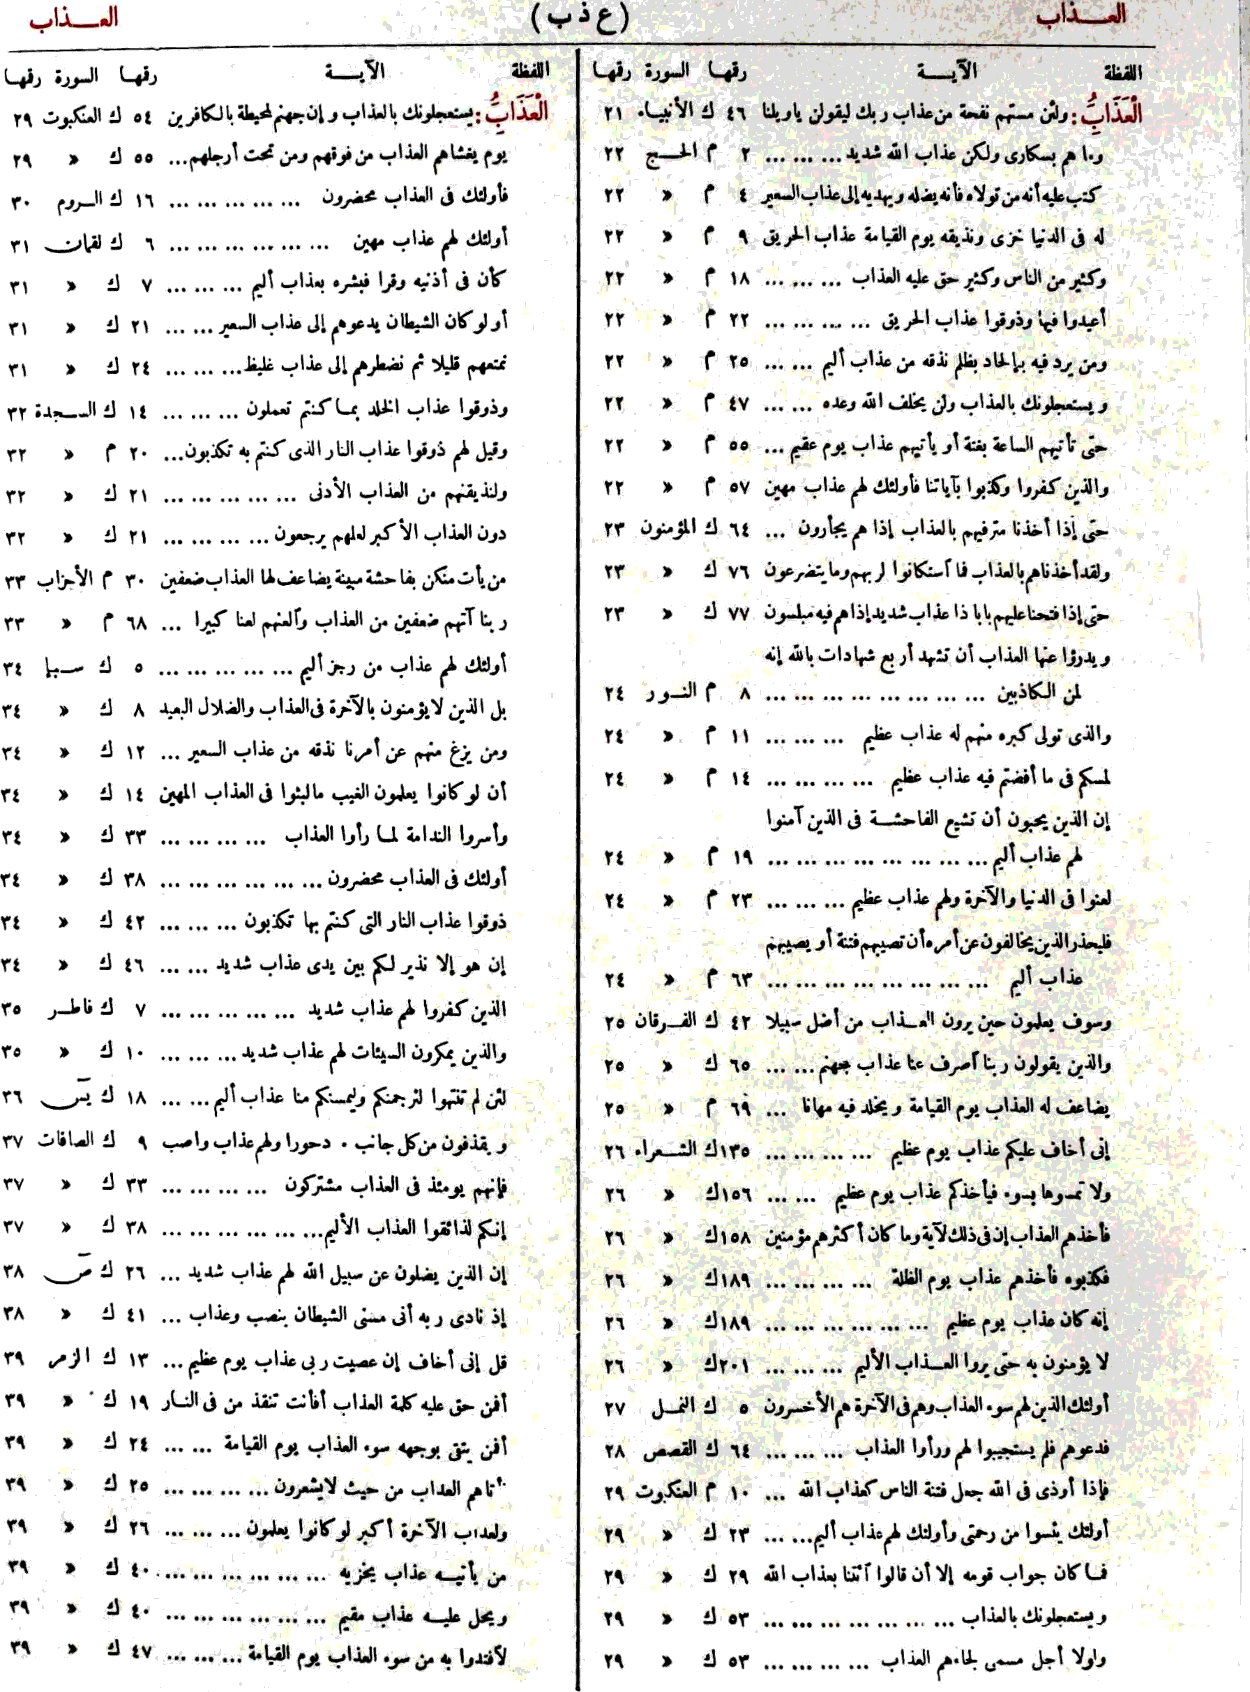 العـــذاب
( ع ذ ب )
العـــذاب
اللفظة الآيــة رقمها السورة رقمها
الْعَذَابُِ : ولئن مستهم نفحة من عذاب ربك ليقولن ياويلنا ٤٦ ك الأنبياء ٢١
وما هم بسكارى ولكن عذاب الله شديد ... ... ... ٢ م الحـــج ٢٢
كتب عليه أنه من تولاه فأنه يضله ويهديه إلى عذاب السعير ٤ م » ٢٢
له فى الدنيا خزى ونذيقه يوم القيامة عذاب الحريق ٩ م » ٢٢
وكثير من الناس وكثير حق عليه العذاب ... ... ... ١٨ م » ٢٢
أعيدوا فيها وذوقوا عذاب الحريق ... ... ... ... ٢٢ م » ٢٢
ومن يرد فيه بإلحاد بظلم نذقه من عذاب أليم ... ... ٢٥ م » ٢٢
ويستعجلونك بالعذاب ولن يخلف الله وعده ... ... ٤٧ م » ٢٢
حتى تأتيهم الساعة بغتة أو يأتيهم عذاب يوم عقيم ... ٥٥ م » ٢٢
والذين كفروا وكذبوا بآياتنا فأولئك لهم عذاب مهين ٥٧ م » ٢٢
حتى إذا أخذنا مترفيهم بالعذاب إذا هم يجأرون ... ٦٤ ك المؤمنون ٢٣
ولقد أخذناهم بالعذاب فما استكانوا لربهم وما يتضرعون ٧٦ ك » ٢٣
حتى إذا فتحنا عليهم بابا ذا عذاب شديد إذا هم فيه مبلسون ٧٧ ك » ٢٣
ويدرؤا عنها العذاب أن تشهد أربع شهادات بالله إنه
لمن الكاذبين ... ... ... ... ... ... ... ... ٨ م النـــور ٢٤
والذى تولى كبره منهم له عذاب عظيم ... ... ... ١١ م » ٢٤
لمسكم فى ما أفضتم فيه عذاب عظيم ... ... ... ... ١٤ م » ٢٤
إن الذين يحبون أن تشيع الفاحشـة فى الذين آمنوا
لهم عذاب أليم ... ... ... ... ... ... ... ... ١٩ م » ٢٤
لعنوا فى الدنيا والآخرة ولهم عذاب عظيم ... ... ... ٢٣ م » ٢٤
فليحذر الذين يخالفون عن أمره أن تصيبهم فتنة أو يصيبهم
عذاب أليم ... ... ... ... ... ... ... ... ٦٣ م » ٢٤
وسوف يعلمون حين يرون العـذاب من أضل سبيلا ٤٢ ك الفـرقان ٢٥
والذين يقولون ربنا اصرف عنا عذاب جهنم ... ... ٦٥ ك » ٢٥
يضاعف له العذاب يوم القيامة ويخلد فيه مهانا ... ٦٩ م » ٢٥
إنى أخاف عليكم عذاب يوم عظيم ... ... ... ... ١٣٥ ك الشـعراء ٢٦
ولا تمسوها بسوء فيأخذكم عذاب يوم عظيم ... ... ١٥٦ ك » ٢٦
فأخذهم العذاب إن فى ذلك لآية وما كان أكثرهم مؤمنين ١٥٨ ك » ٢٦
فكذبوه فأخذهم عذاب يوم الظلة ... ... ... ... ١٨٩ ك » ٢٦
إنه كان عذاب يوم عظيم ... ... ... ... ... ... ١٨٩ ك » ٢٦
لا يؤمنون به حتى يروا العـذاب الأليم ... ... ... ٢٠١ ك » ٢٦
أولئك الذين لهم سوء العذاب وهم فى الآخرة هم الأخسرون ٥ ك النمـل ٢٧
فدعوهم فلم يستجيبوا لهم ورأوا العذاب ... ... ... ٦٤ ك القصص ٢٨
فإذا أوذى فى الله جعل فتنة الناس كعذاب الله ... ١٠ م العنكبوت ٢٩
أولئك يئسوا من رحمتى وأولئك لهم عذاب أليم ... ... ٢٣ ك » ٢٩
فـما كان جواب قومه إلا أن قالوا ائتنا بعذاب الله ٢٩ ك » ٢٩
ويستعجلونك بالعذاب ... ... ... ... ... ... ... ٥٣ ك » ٢٩
ولولا أجل مسمى لجاءهم العذاب ... ... ... ... ٥٣ ك » ٢٩
اللفظة الآيــة رقمها السورة رقمها
الْعَذَابُِ : يستعجلونك بالعذاب وإن جهنم لمحيطة بالكافرين ٥٤ ك العنكبوت ٢٩
يوم يغشاهم العذاب من فوقهم ومن تحت أرجلهم ... ٥٥ ك » ٢٩
فأولئك فى العذاب محضرون ... ... ... ... ... ١٦ ك الـروم ٣٠
أولئك لهم عذاب مهين ... ... ... ... ... ... ٦ ك لقمان ٣١
كأن فى أذنيه وقرا فبشره بعذاب أليم ... ... ... ٧ ك » ٣١
أولو كان الشيطان يدعوهم إلى عذاب السعير ... ... ٢١ ك » ٣١
نمتعهم قليلا ثم نضطرهم إلى عذاب غليظ ... ... ... ٢٤ ك » ٣١
وذوقوا عذاب الخلد بمـا كنتم تعملون ... ... ... ١٤ ك السـجدة ٣٢
وقيل لهم ذوقوا عذاب النار الذى كنتم به تكذبون ... ٢٠ م » ٣٢
ولنذيقنهم من العذاب الأدنى ... ... ... ... ... ٢١ ك » ٣٢
دون العذاب الأكبر لعلهم يرجعون ... ... ... ... ٢١ ك » ٣٢
من يأت منكن بفاحشة مبينة يضاعف لها العذاب ضعفين ٣٠ م الأحزاب ٣٣
ربنا آتهم ضعفين من العذاب والعنهم لعنا كبيرا ... ٦٨ م » ٣٣
أولئك لهم عذاب من رجز أليم ... ... ... ... ... ٥ ك سـبإ ٣٤
بل الذين لا يؤمنون بالآخرة فى العذاب والضلال البعيد ٨ ك » ٣٤
ومن يزغ منهم عن أمرنا نذقه من عذاب السعير ... ١٢ ك » ٣٤
أن لو كانوا يعلمون الغيب ما لبثوا فى العذاب المهين ١٤ ك » ٣٤
وأسروا الندامة لمـا رأوا العذاب ... ... ... ... ٣٣ ك » ٣٤
أولئك فى العذاب محضرون ... ... ... ... ... ... ٣٨ ك » ٣٤
ذوقوا عذاب النار التى كنتم بها تكذبون ... ... ... ٤٢ ك » ٣٤
إن هو إلا نذير لكم بين يدى عذاب شديد ... ... ٤٦ ك » ٣٤
الذين كفروا لهم عذاب شديد ... ... ... ... ... ٧ ك فاطـر ٣٥
والذين يمكرون السيئات لهم عذاب شديد ... ... ... ١٠ ك » ٣٥
لئن لم تنتهوا لنرجمنكم وليمسنكم منا عذاب أليم ... ... ١٨ ك يٓس ٣٦
ويقذفون من كل جانب . دحورا ولهم عذاب واصب ٩ ك الصافات ٣٧
فإنهم يومئذ فى العذاب مشتركون ... ... ... ... ٣٣ ك » ٣٧
إنكم لذائقوا العذاب الأليم ... ... ... ... ... ... ٣٨ ك » ٣٧
إن الذين يضلون عن سبيل الله لهم عذاب شديد ... ٢٦ ك صٓ ٣٨
إذ نادى ربه أنى مسنى الشيطان بنصب وعذاب ... ٤١ ك » ٣٨
قل إنى أخاف إن عصيت ربى عذاب يوم عظيم ... ١٣ ك الزمر ٣٩
أفمن حق عليه كلمة العذاب أفأنت تنقذ من فى النـار ١٩ ك » ٣٩
أفمن يتقى بوجهه سوء العذاب يوم القيامة ... ... ٢٤ ك » ٣٩
فأتاهم العذاب من حيث لا يشعرون ... ... ... ... ٢٥ ك » ٣٩
ولعذاب الآخرة أكبر لو كانوا يعلمون ... ... ... ٢٦ ك » ٣٩
من يأتيـه عذاب يخزيه ... ... ... ... ... ... ٤٠ ك » ٣٩
ويحل عليـه عذاب مقيم ... ... ... ... ... ... ٤٠ ك » ٣٩
لافتدوا به من سوء العذاب يوم القيامة ... ... ... ٤٧ ك » ٣٩